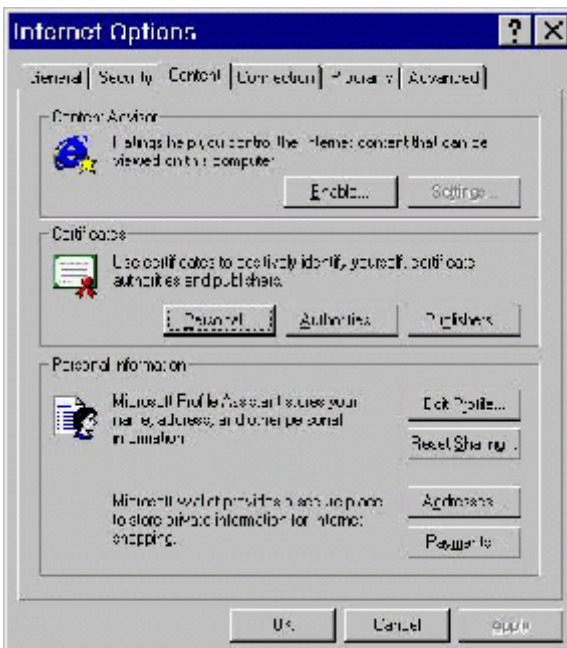 Internet Options
General Security Content Connection Programs Advanced
Content Advisor
Ratings help you control the Internet content that can be
viewed on this computer.
Enable... Settings...
Certificates
Use certificates to positively identify yourself, certificate
authorities and publishers.
Personal... Authorities... Publishers...
Personal information
Microsoft Profile Assistant stores your
name, address, and other personal
information.
Edit Profile...
Reset Sharing...
Microsoft Wallet provides a secure place
to store private information for Internet
shopping.
Addresses...
Payments...
OK Cancel Apply